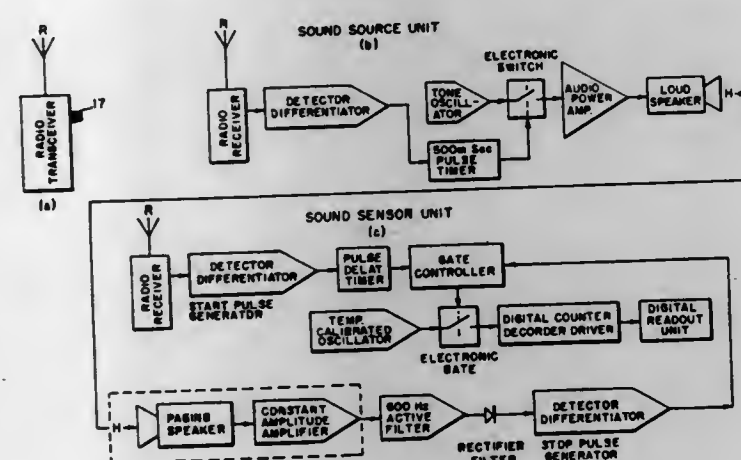 R
RADIO TRANSCEIVER
17
(a)
SOUND SOURCE UNIT
(b)
R
RADIO RECEIVER
DETECTOR
DIFFERENTIATOR
TONE
OSCILL-
ATOR
ELECTRONIC
SWITCH
500m Sec
PULSE
TIMER
AUDIO
POWER
AMP.
LOUD
SPEAKER
H
SOUND SENSOR UNIT
(c)
R
RADIO RECEIVER
DETECTOR
DIFFERENTIATOR
START PULSE
GENERATOR
PULSE
DELAT
TIMER
GATE
CONTROLLER
TEMP.
CALIBRATED
OSCILLATOR
ELECTRONIC
GATE
DIGITAL COUNTER
DECORDER DRIVER
DIGITAL
READOUT
UNIT
H
PAGING
SPEAKER
CONSTANT
AMPLITUDE
AMPLIFIER
600 Hz
ACTIVE
FILTER
RECTIFIER
FILTER
DETECTOR
DIFFERENTIATOR
STOP PULSE
GENERATOR